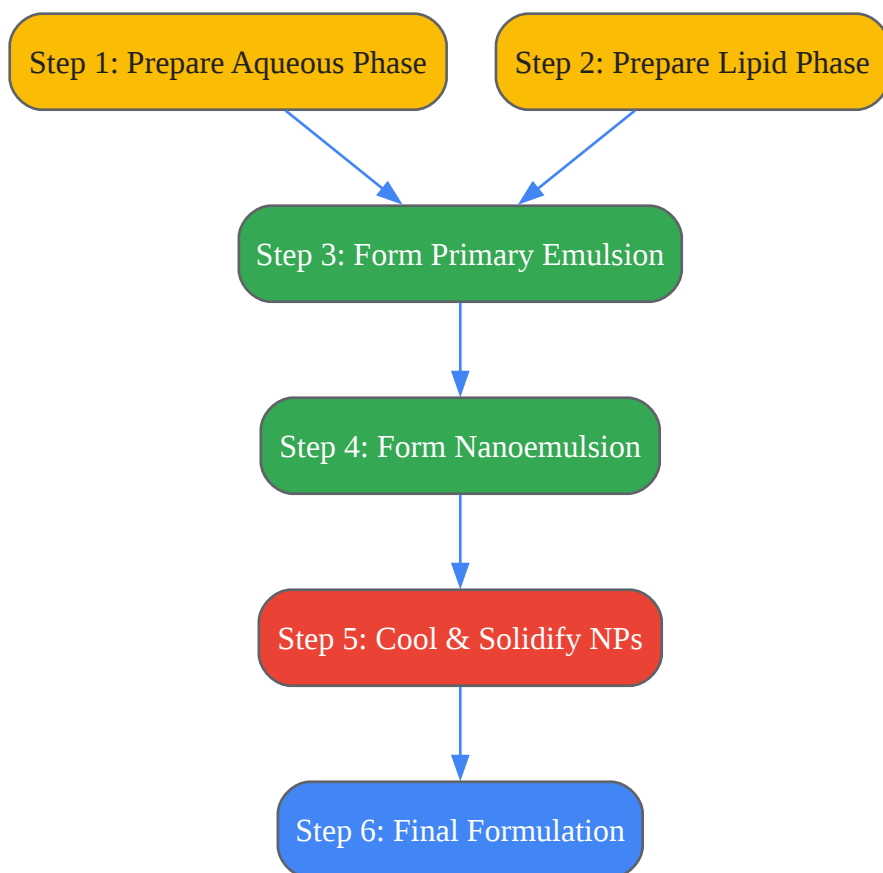 Step 1: Prepare Aqueous Phase
Step 2: Prepare Lipid Phase
Step 3: Form Primary Emulsion
Step 4: Form Nanoemulsion
Step 5: Cool & Solidify NPs
Step 6: Final Formulation